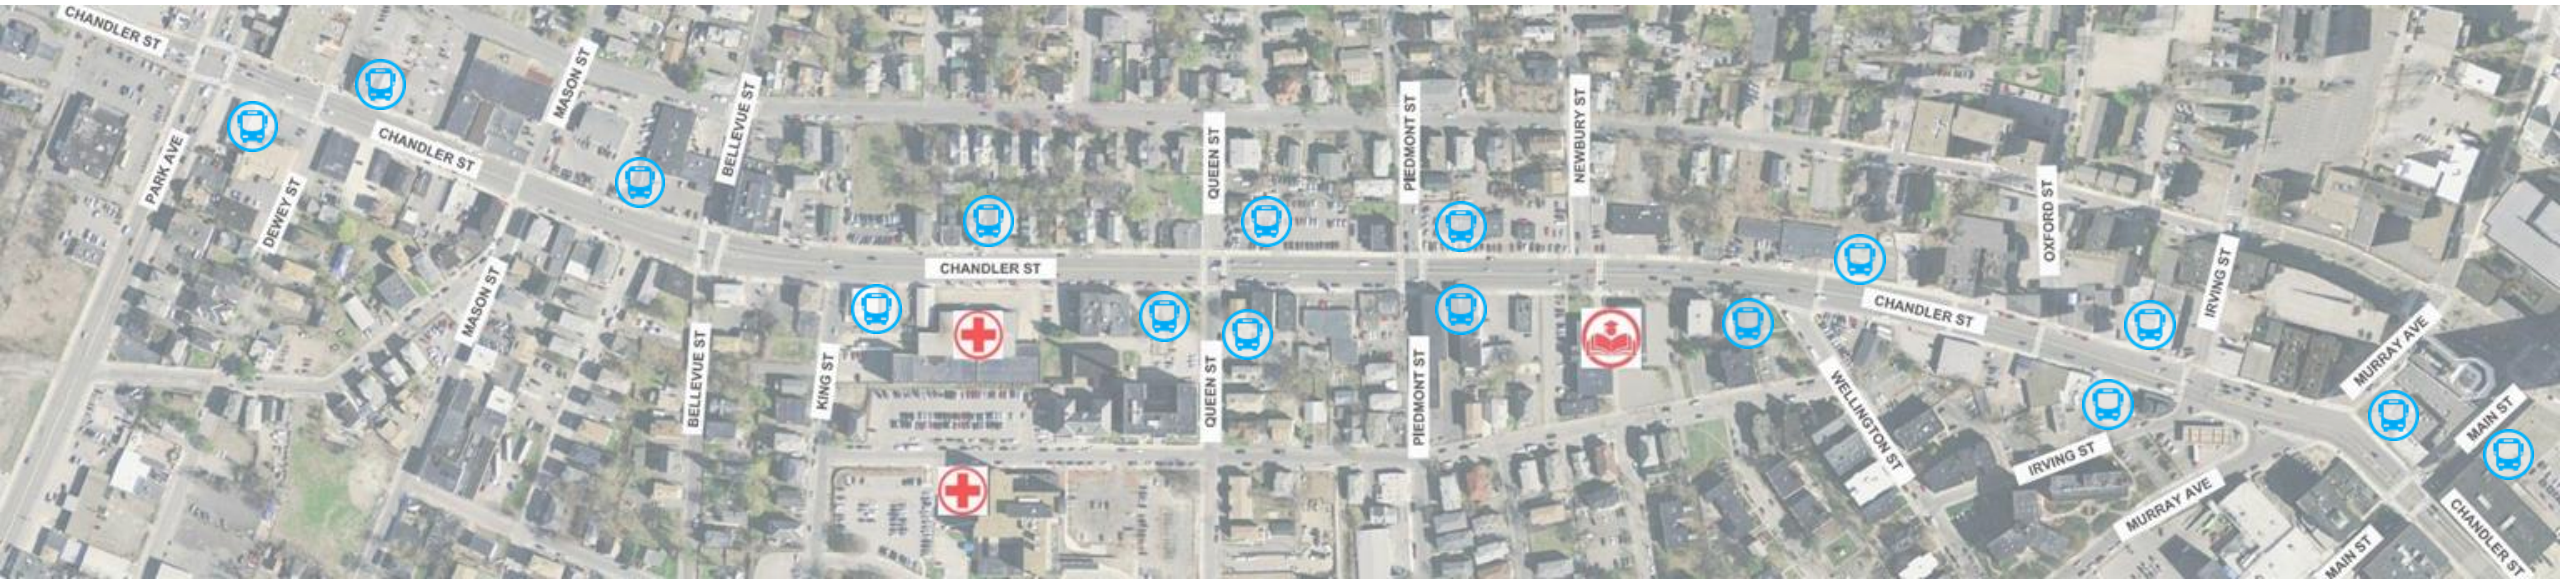 CHANDLER ST
PARK AVE
DEWEY ST
CHANDLER ST
MASON ST
MASON ST
BELLEVUE ST
BELLEVUE ST
KING ST
CHANDLER ST
QUEEN ST
QUEEN ST
PIEDMONT ST
PIEDMONT ST
NEWBURY ST
WELLINGTON ST
CHANDLER ST
OXFORD ST
IRVING ST
IRVING ST
MURRAY AVE
MURRAY AVE
MAIN ST
MAIN ST
CHANDLER ST